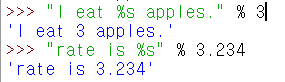 >>> "I eat %s apples." % 3
'I eat 3 apples.'
>>> "rate is %s" % 3.234
'rate is 3.234'